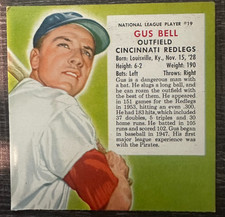 NATIONAL LEAGUE PLAYER #19
GUS BELL
OUTFIELD
CINCINNATI REDLEGS
Born: Louisville, Ky., Nov. 15, '28
Height: 6-2 Weight: 190
Bats: Left Throws: Right
Gus is a dangerous man with
a bat. He slugs a long ball, and
he can roam the outfield with
the best of them. He appeared
in 151 games for the Redlegs
in 1953, hitting an even .300.
He had 183 hits, which included
37 doubles, 5 triples and 30
home runs. He batted in 105
runs and scored 102. Gus began
in baseball in 1947. His first
major league experience was
with the Pirates.